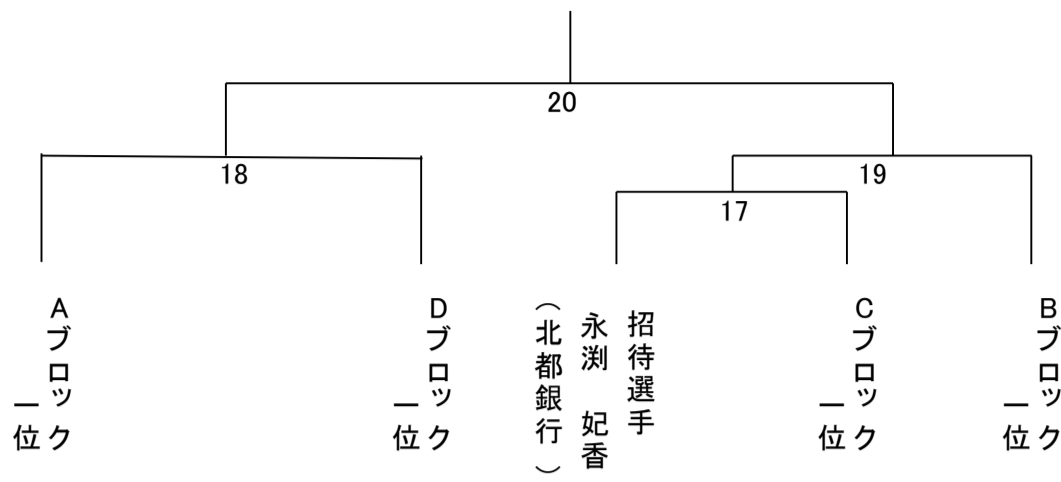 20
18
19
17
Aブロック
一位
Dブロック
一位
招待選手
永渕　妃香
（北都銀行）
Cブロック
一位
Bブロック
一位